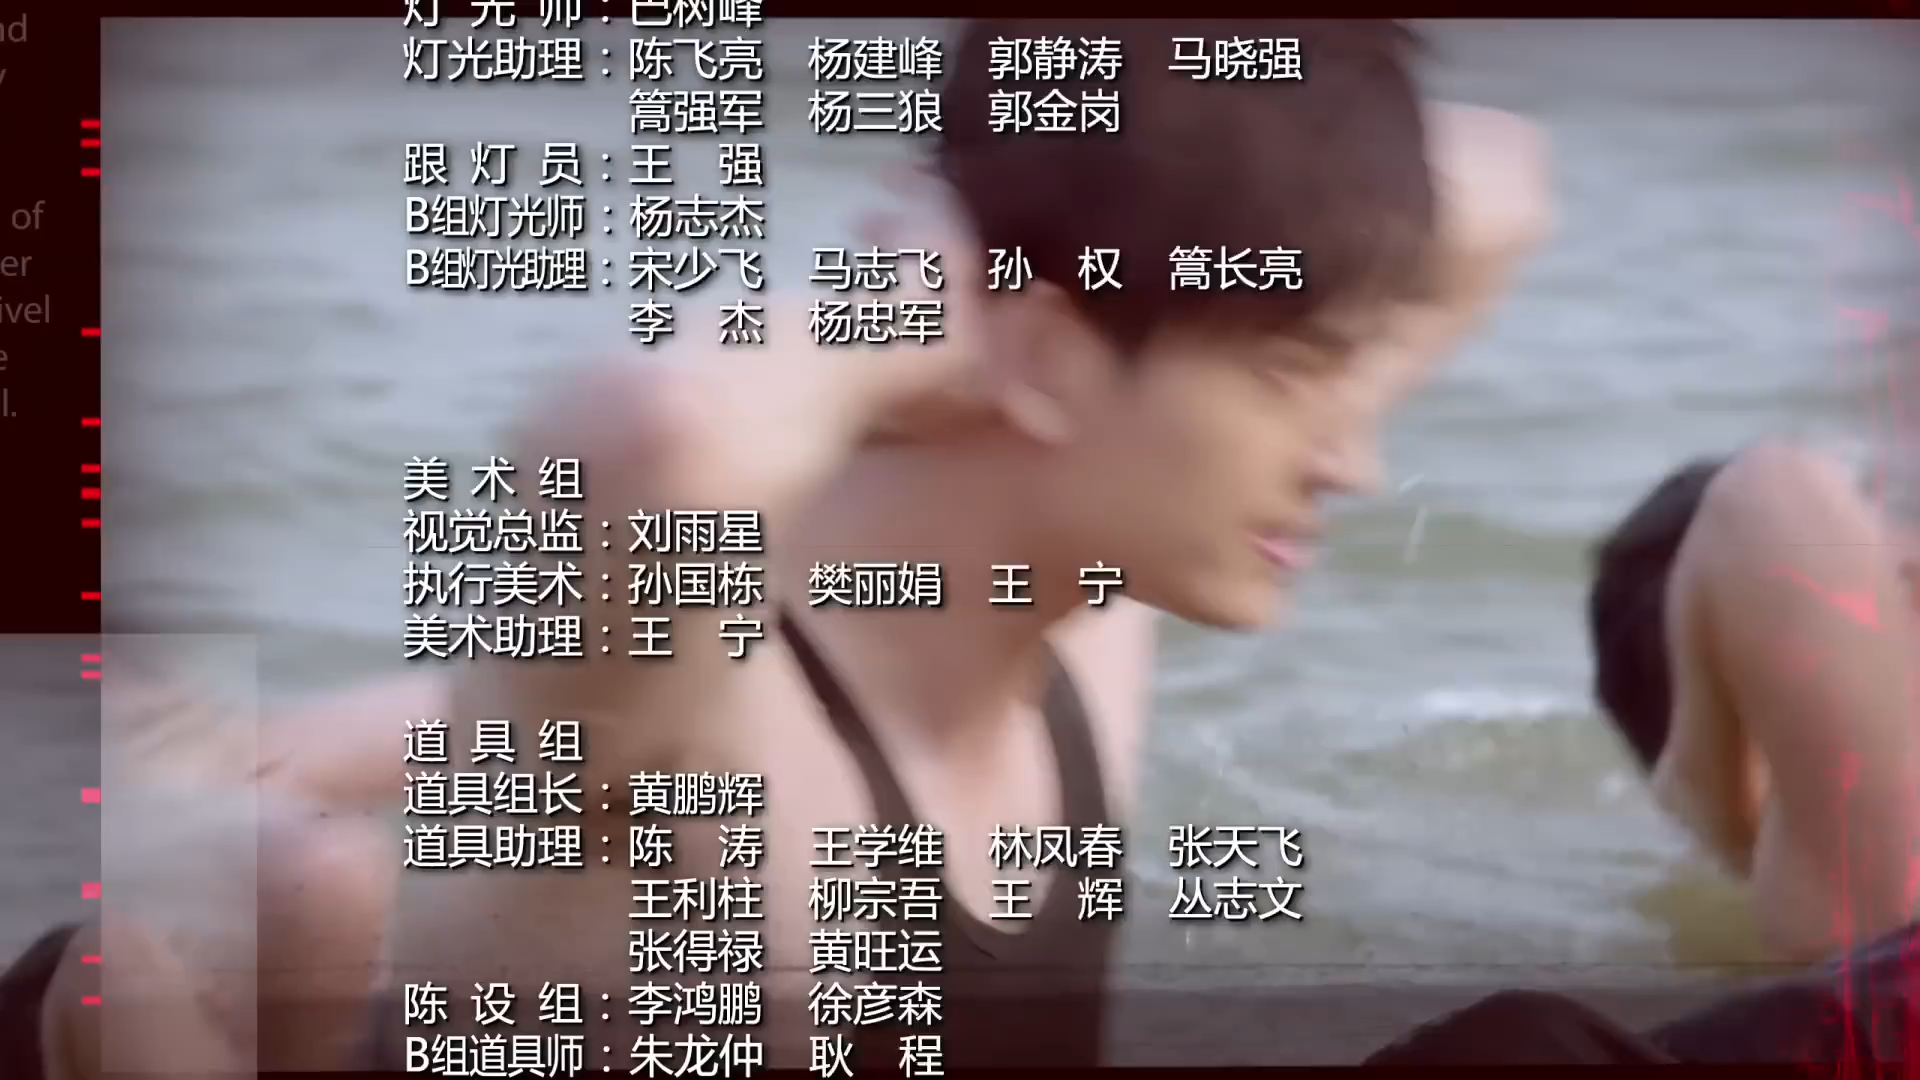 灯 光 师：巴树峰
灯光助理：陈飞亮 杨建峰 郭静涛 马晓强
篙强军 杨三狼 郭金岗
跟 灯 员：王 强
B组灯光师：杨志杰
B组灯光助理：宋少飞 马志飞 孙 权 篙长亮
李 杰 杨忠军
美 术 组
视觉总监：刘雨星
执行美术：孙国栋 樊丽娟 王 宁
美术助理：王 宁
道 具 组
道具组长：黄鹏辉
道具助理：陈 涛 王学维 林凤春 张天飞
王利柱 柳宗吾 王 辉 丛志文
张得禄 黄旺运
陈 设 组：李鸿鹏 徐彦森
B组道具师：朱龙仲 耿 程
of